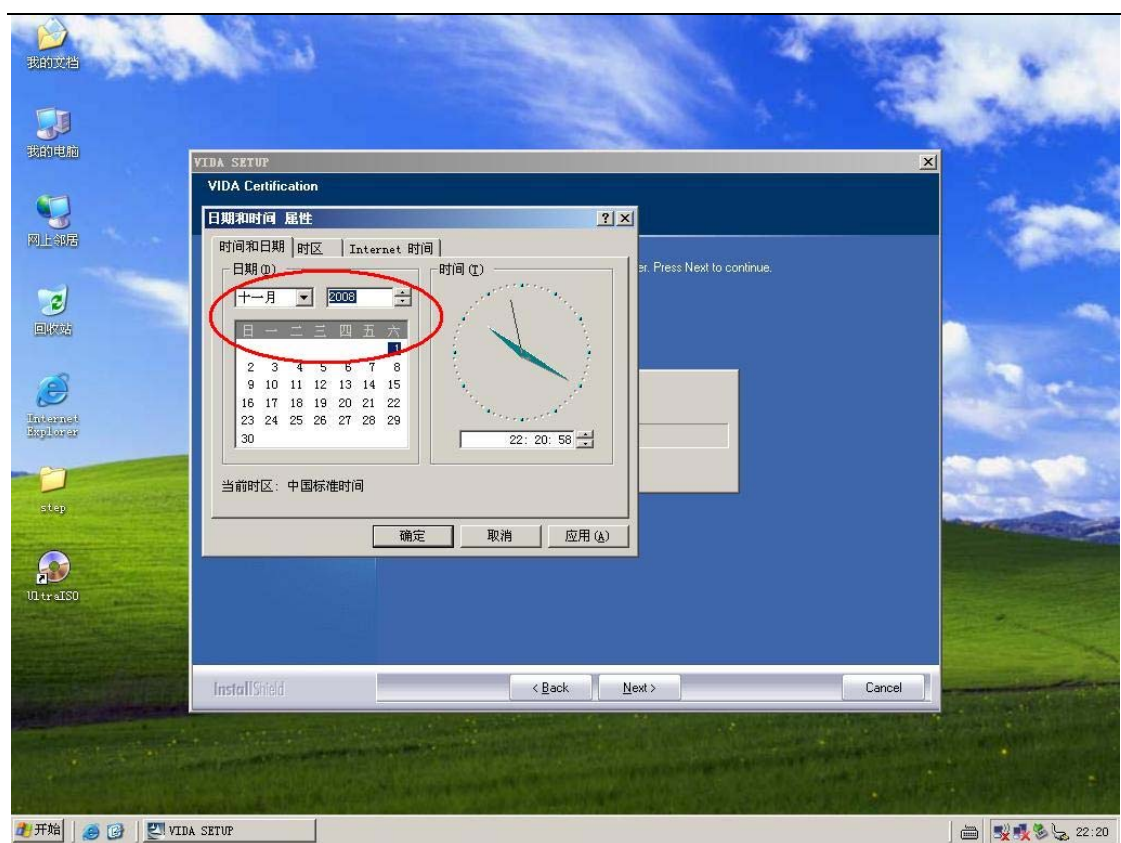 我的文档
我的电脑
网上邻居
回收站
Internet
Explorer
step
UltraISO
VIDA SETUP
VIDA Certification
日期和时间 属性
时间和日期
时区
Internet 时间
日期(D)
十一月
2008
日 一 二 三 四 五 六
1
2 3 4 5 6 7 8
9 10 11 12 13 14 15
16 17 18 19 20 21 22
23 24 25 26 27 28 29
30
时间(T)
22: 20: 58
当前时区: 中国标准时间
确定
取消
应用(A)
er. Press Next to continue.
InstallShield
< Back
Next >
Cancel
开始
VIDA SETUP
22:20